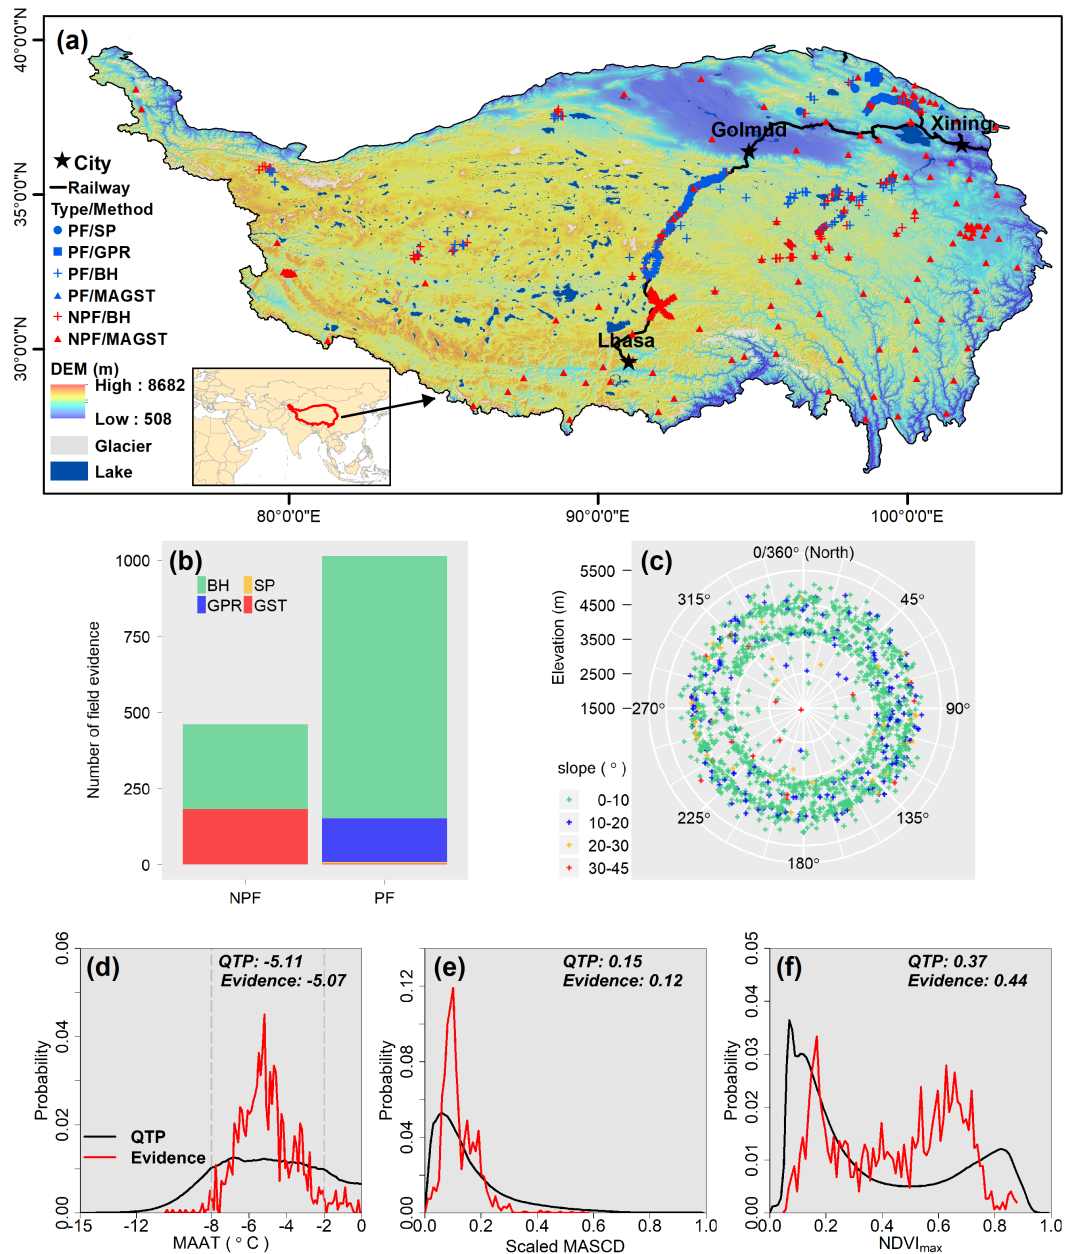 (a)
40°0'0"N
35°0'0"N
30°0'0"N
80°0'0"E
90°0'0"E
100°0'0"E
Golmud
Xining
Lhasa
City
Railway
Type/Method
PF/SP
PF/GPR
PF/BH
PF/MAGST
NPF/BH
NPF/MAGST
DEM (m)
High : 8682
Low : 508
Glacier
Lake
(b)
BH SP
GPR GST
Number of field evidence
1000
750
500
250
0
NPF PF
(c)
0/360° (North)
45°
90°
135°
180°
225°
270°
315°
Elevation (m)
5500
4500
3500
2500
1500
slope ( ° )
0-10
10-20
20-30
30-45
(d)
QTP: -5.11
Evidence: -5.07
Probability
0.06
0.04
0.02
0.00
QTP
Evidence
-15 -12 -8 -6 -4 -2 0
MAAT ( ° C )
(e)
QTP: 0.15
Evidence: 0.12
Probability
0.12
0.08
0.04
0.00
0.0 0.2 0.4 0.6 0.8 1.0
Scaled MASCD
(f)
QTP: 0.37
Evidence: 0.44
Probability
0.05
0.04
0.03
0.02
0.01
0.00
0.0 0.2 0.4 0.6 0.8 1.0
NDVImax